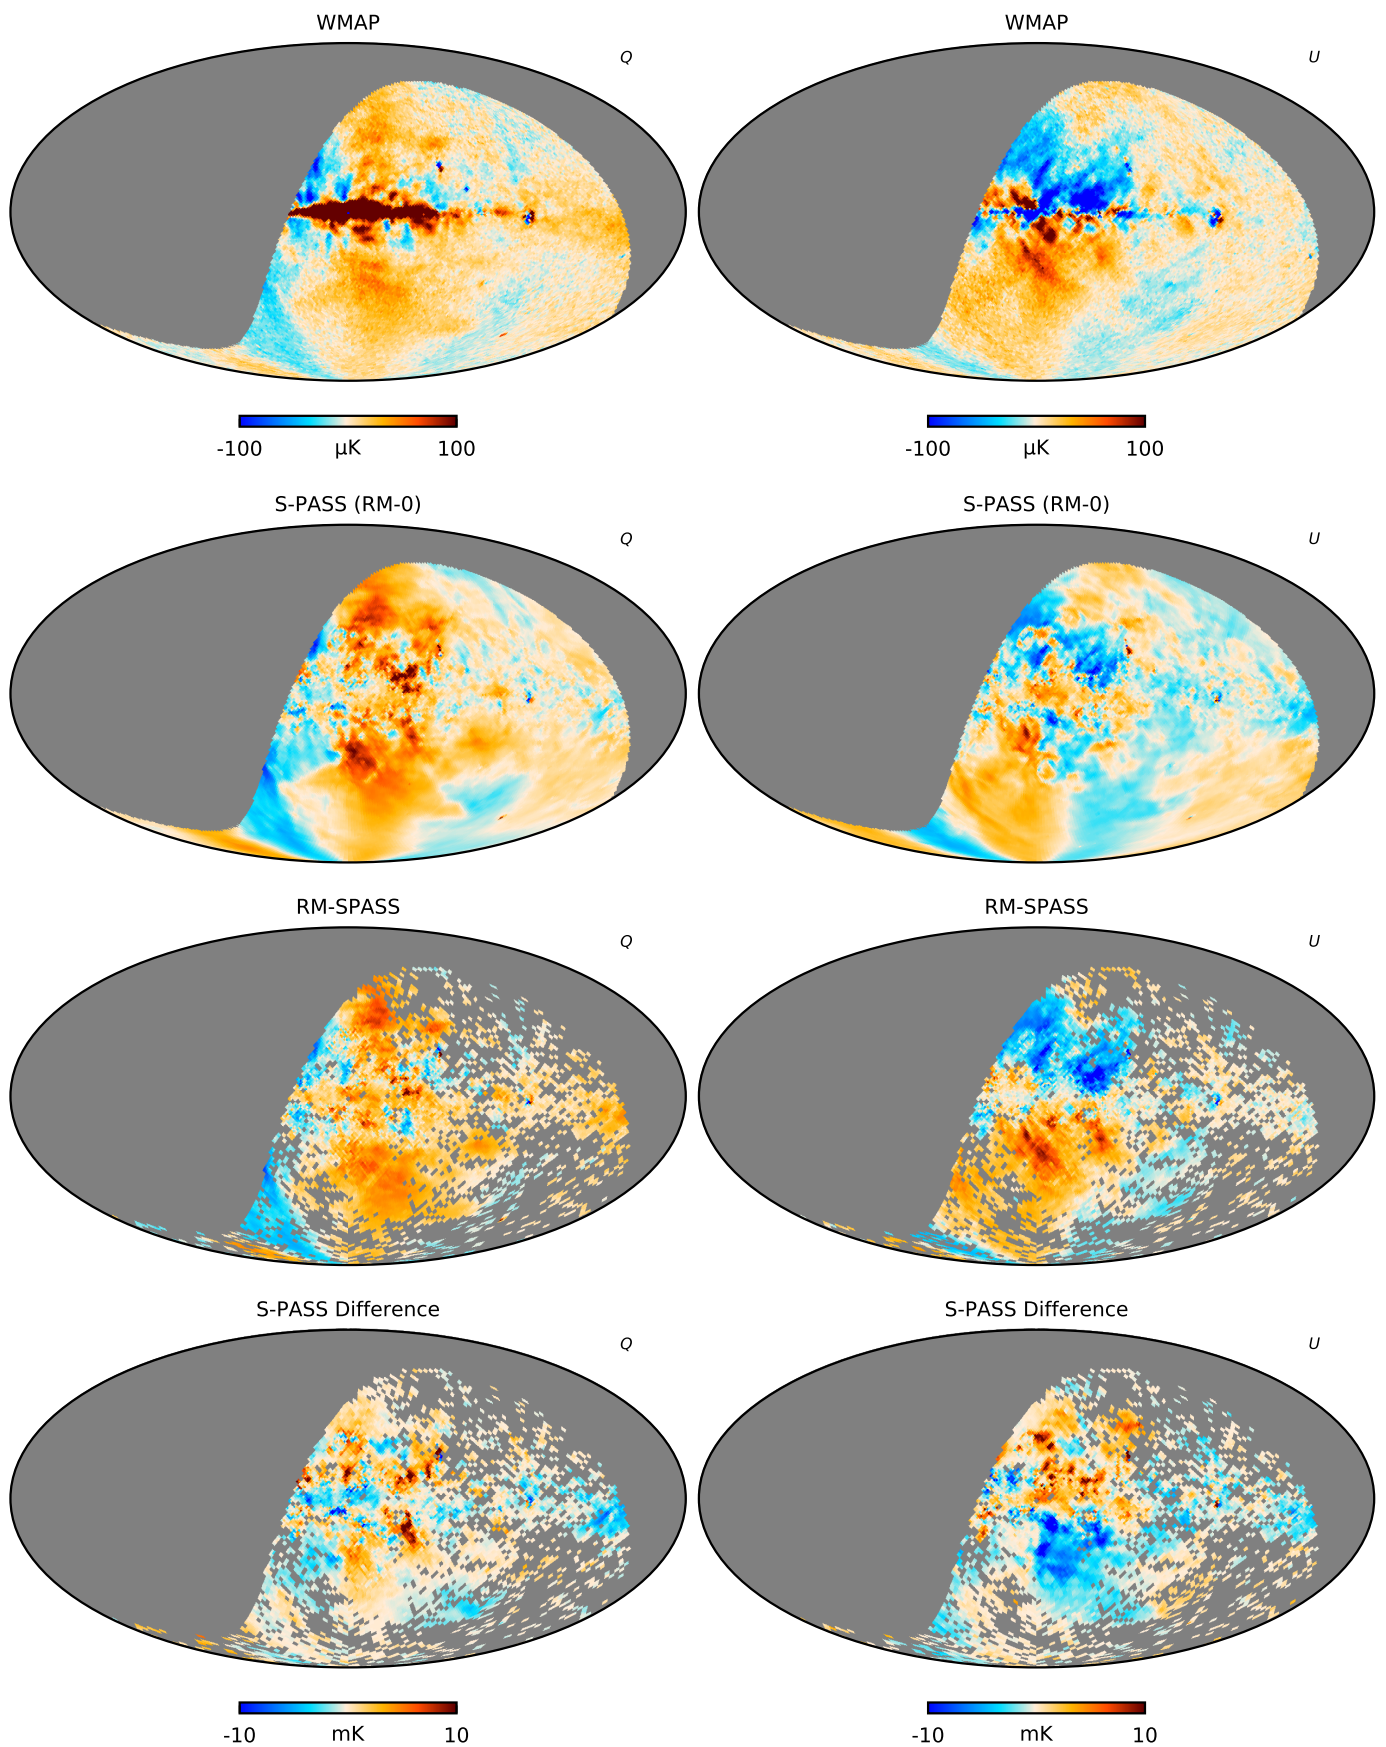 WMAP WMAP
Q U
-100 μK 100 -100 μK 100
S-PASS (RM-0) S-PASS (RM-0)
Q U
RM-SPASS RM-SPASS
Q U
S-PASS Difference S-PASS Difference
Q U
-10 mK 10 -10 mK 10